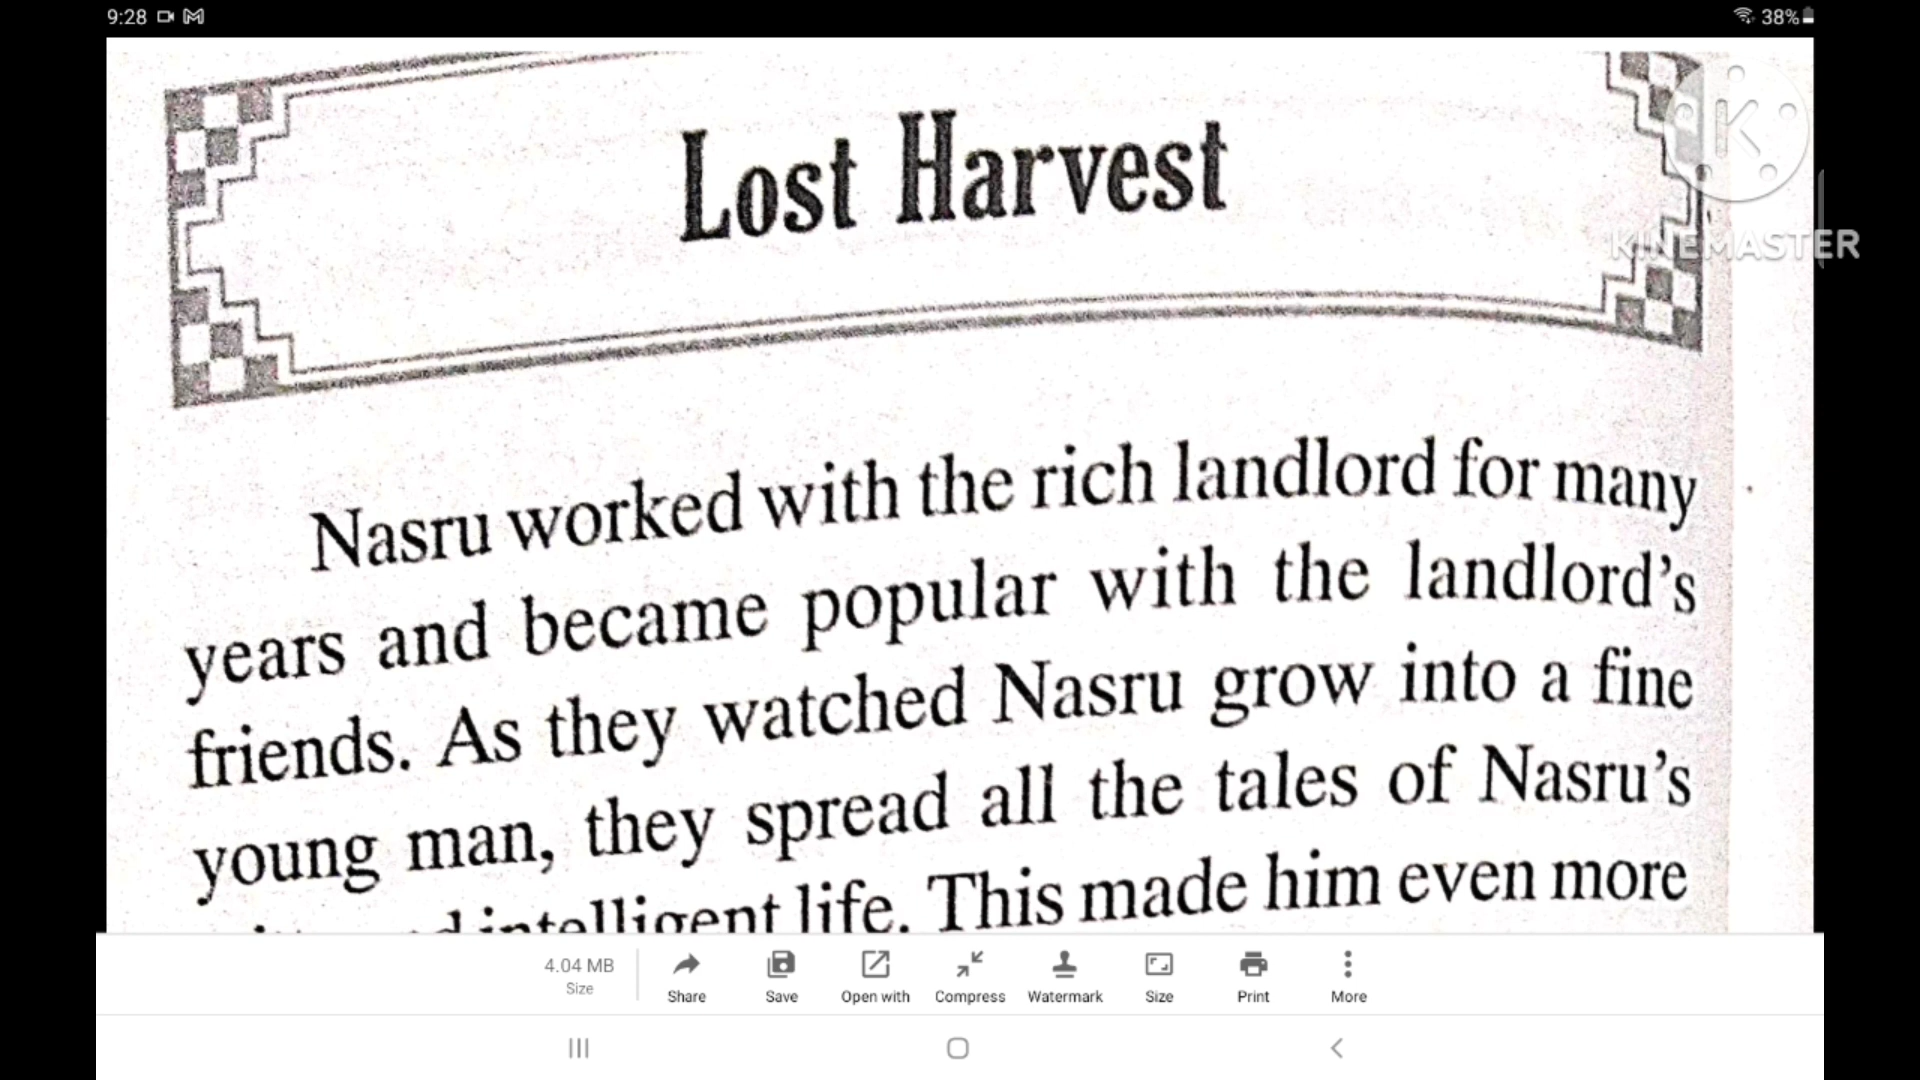 9:28
38%
Lost Harvest
K
KINEMASTER
Nasru worked with the rich landlord for many
years and became popular with the landlord's
friends. As they watched Nasru grow into a fine
young man, they spread all the tales of Nasru's
intelligent life. This made him even more
4.04 MB
Size
Share
Save
Open with
Compress
Watermark
Size
Print
More